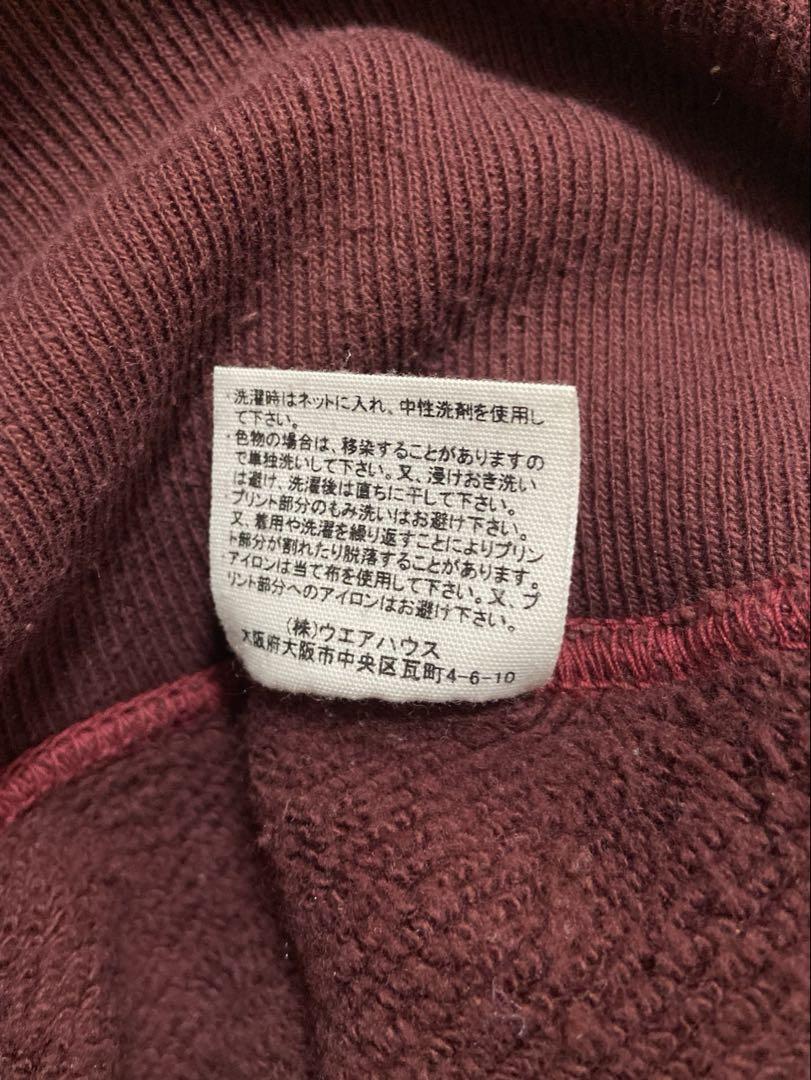 ・洗濯時はネットに入れ、中性洗剤を使用し
て下さい。
・色物の場合は、移染することがありますの
で単独洗いして下さい。又、浸けおき洗い
は避け、洗濯後は直ちに干して下さい。
・プリント部分のもみ洗いはお避け下さい。
又、着用や洗濯を繰り返すことによりプリン
ト部分が割れたり脱落することがあります。
・アイロンは当て布を使用して下さい。又、プ
リント部分へのアイロンはお避け下さい。
(株)ウエアハウス
大阪府大阪市中央区瓦町4-6-10